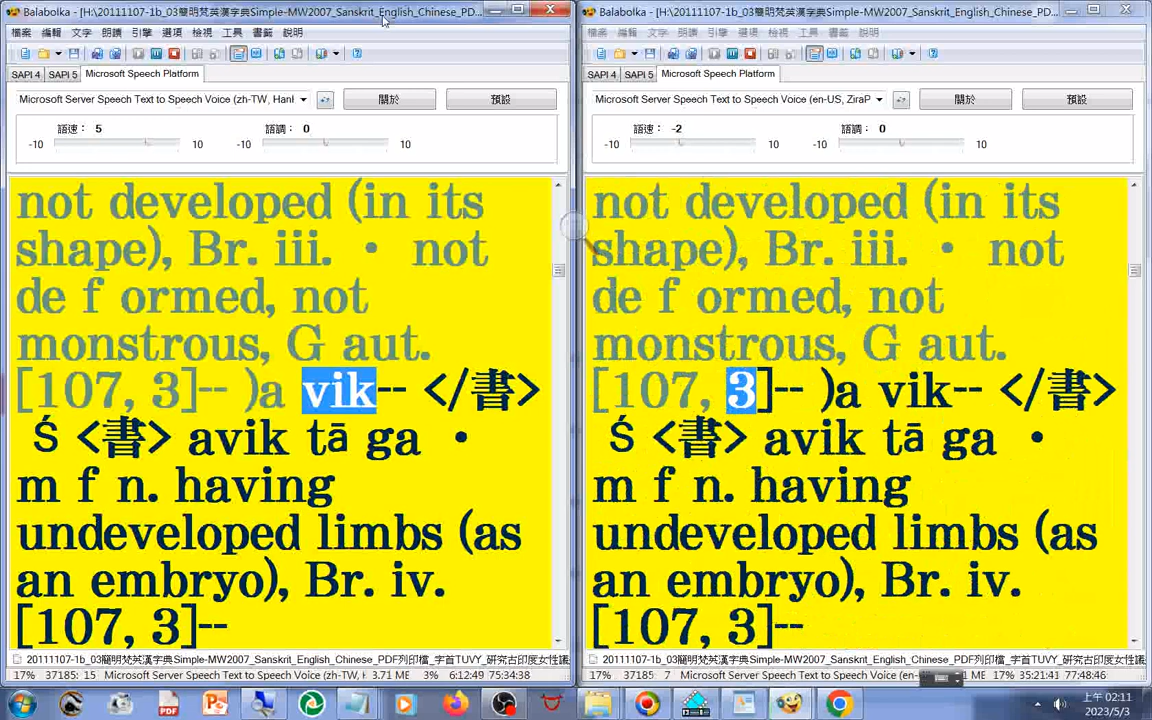 Balabolka - [H:\20111107-1b_03簡明梵英漢字典Simple-MW2007_Sanskrit_English_Chinese_PD...
檔案 編輯 文字 朗讀 引擎 選項 檢視 工具 書籤 說明
SAPI 4 SAPI 5 Microsoft Speech Platform
Microsoft Server Speech Text to Speech Voice (zh-TW, Hanl
關於 預設
語速: 5 語調: 0
-10 10 -10 10
not developed (in its
shape), Br. iii. • not
de f ormed, not
monstrous, G aut.
[107, 3]-- )a vik-- </書>
Ś <書> avik tā ga •
m f n. having
undeveloped limbs (as
an embryo), Br. iv.
[107, 3]--
20111107-1b_03簡明梵英漢字典Simple-MW2007_Sanskrit_English_Chinese_PDF列印檔_字首TUVY_研究古印度女性議
17% 37185: 15 Microsoft Server Speech Text to Speech Voice (zh-TW, H 3.71 ME 3% 6:12:49 75:34:38
Balabolka - [H:\20111107-1b_03簡明梵英漢字典Simple-MW2007_Sanskrit_English_Chinese_PD...
檔案 編輯 文字 朗讀 引擎 選項 檢視 工具 書籤 說明
SAPI 4 SAPI 5 Microsoft Speech Platform
Microsoft Server Speech Text to Speech Voice (en-US, ZiraP
關於 預設
語速: -2 語調: 0
-10 10 -10 10
not developed (in its
shape), Br. iii. • not
de f ormed, not
monstrous, G aut.
[107, 3]-- )a vik-- </書>
Ś <書> avik tā ga •
m f n. having
undeveloped limbs (as
an embryo), Br. iv.
[107, 3]--
20111107-1b_03簡明梵英漢字典Simple-MW2007_Sanskrit_English_Chinese_PDF列印檔_字首TUVY_研究古印度女性議
17% 37185: 7 Microsoft Server Speech Text to Speech Voice (en- 17% 35:21:41 77:48:46
上午 02:11
2023/5/3